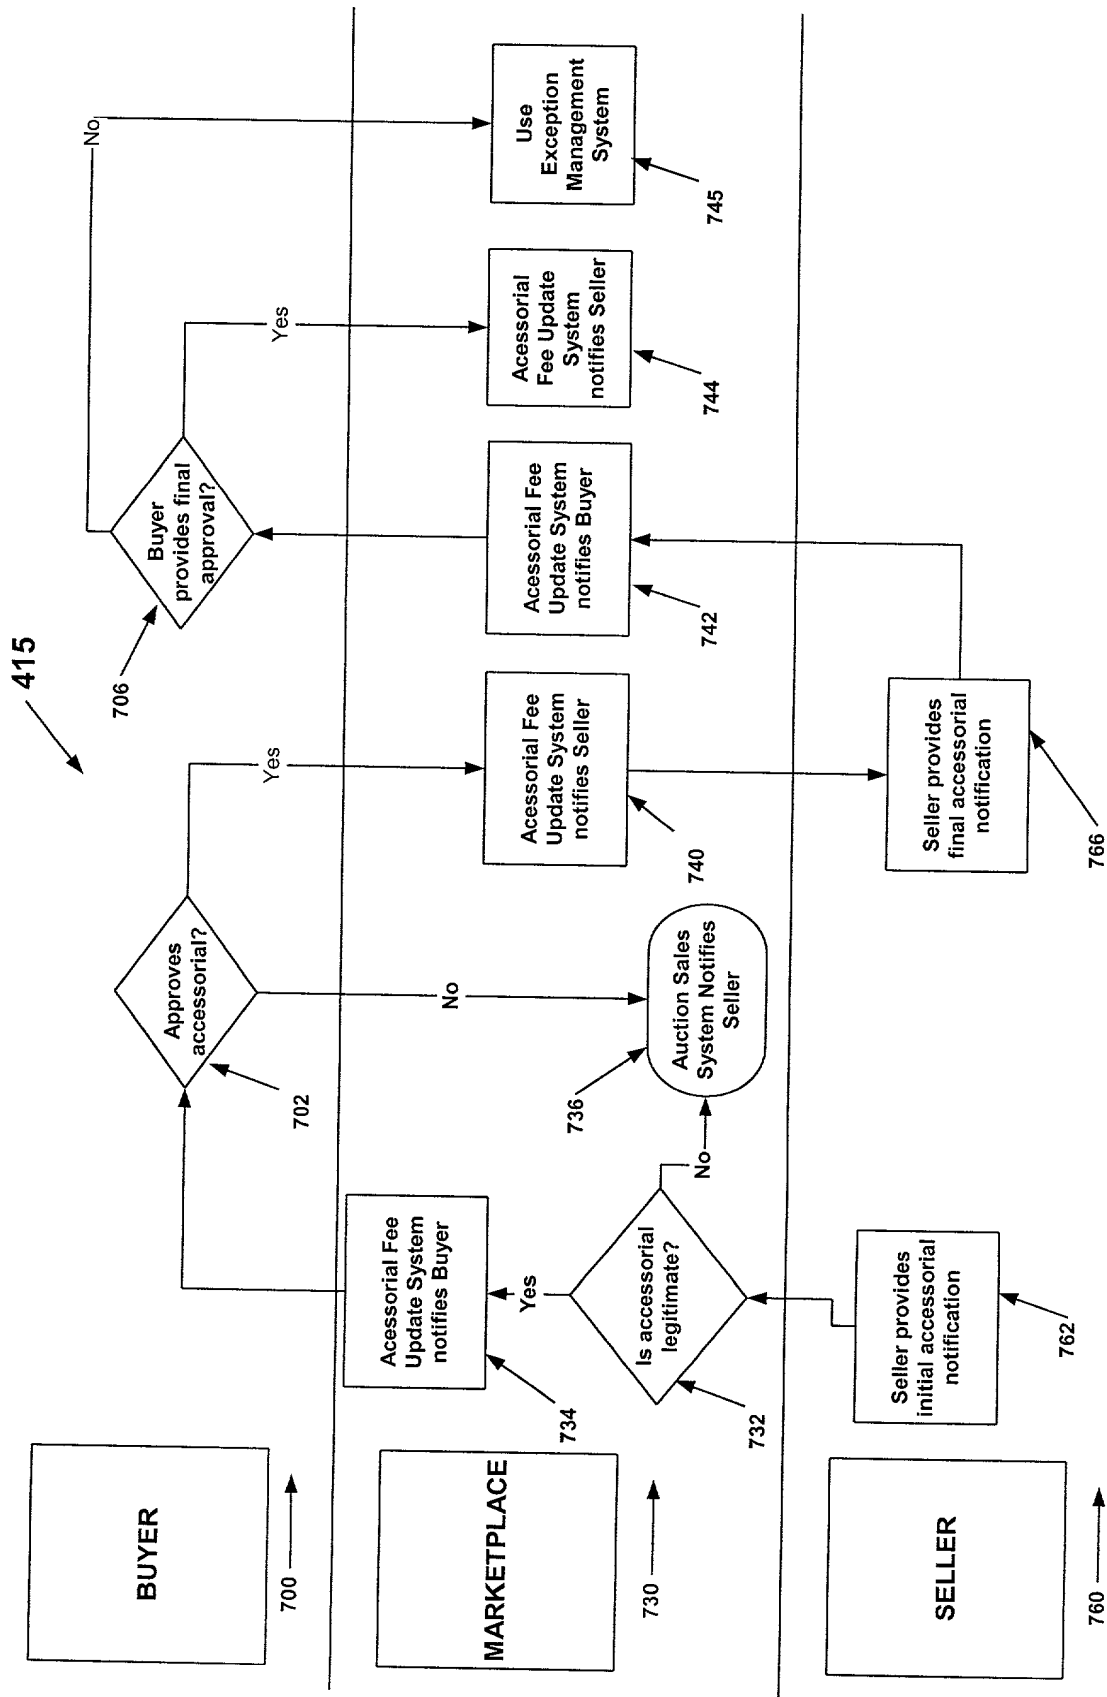 415
BUYER
700
Approves
accessorial?
702
Yes
No
Buyer
provides final
approval?
706
Yes
No
MARKETPLACE
730
Acessorial Fee
Update System
notifies Buyer
734
Yes
Is accessorial
legitimate?
732
No
Auction Sales
System Notifies
Seller
736
Acessorial Fee
Update System
notifies Seller
740
Acessorial Fee
Update System
notifies Buyer
742
Acessorial
Fee Update
System
notifies Seller
744
Use
Exception
Management
System
745
SELLER
760
Seller provides
initial accessorial
notification
762
Seller provides
final accessorial
notification
766